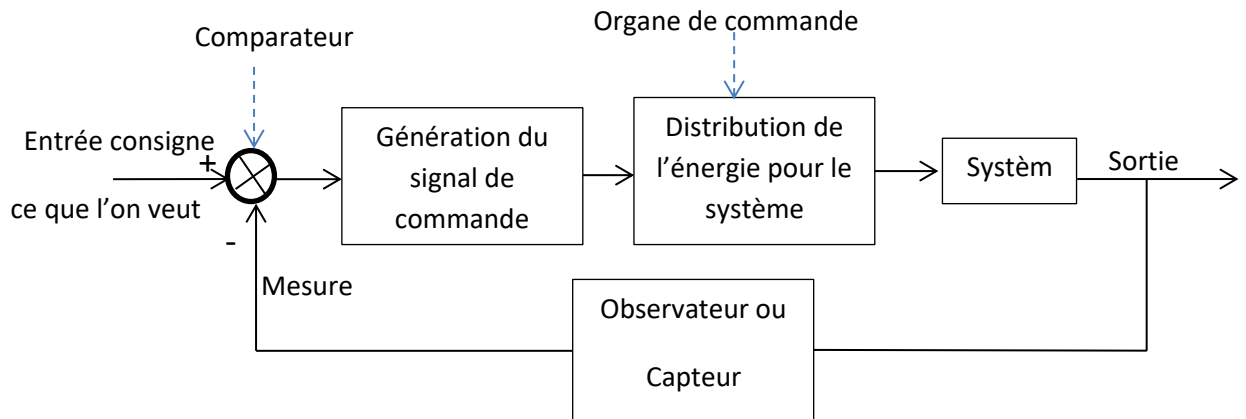 Organe de commande
Comparateur
Entrée consigne
+
ce que l’on veut
-
Génération du
signal de
commande
Distribution de
l’énergie pour le
système
Systèm
Sortie
Mesure
Observateur ou
Capteur